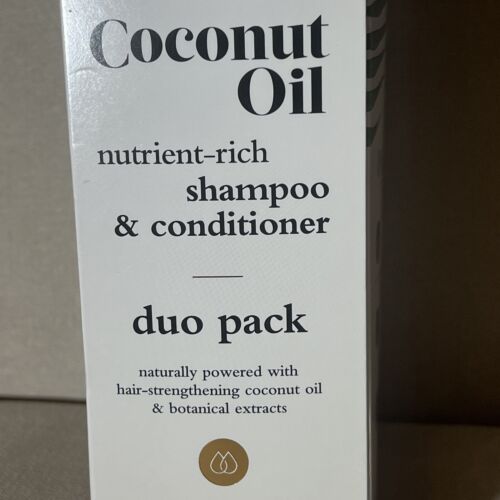 Coconut
Oil
nutrient-rich
shampoo
& conditioner
duo pack
naturally powered with
hair-strengthening coconut oil
& botanical extracts